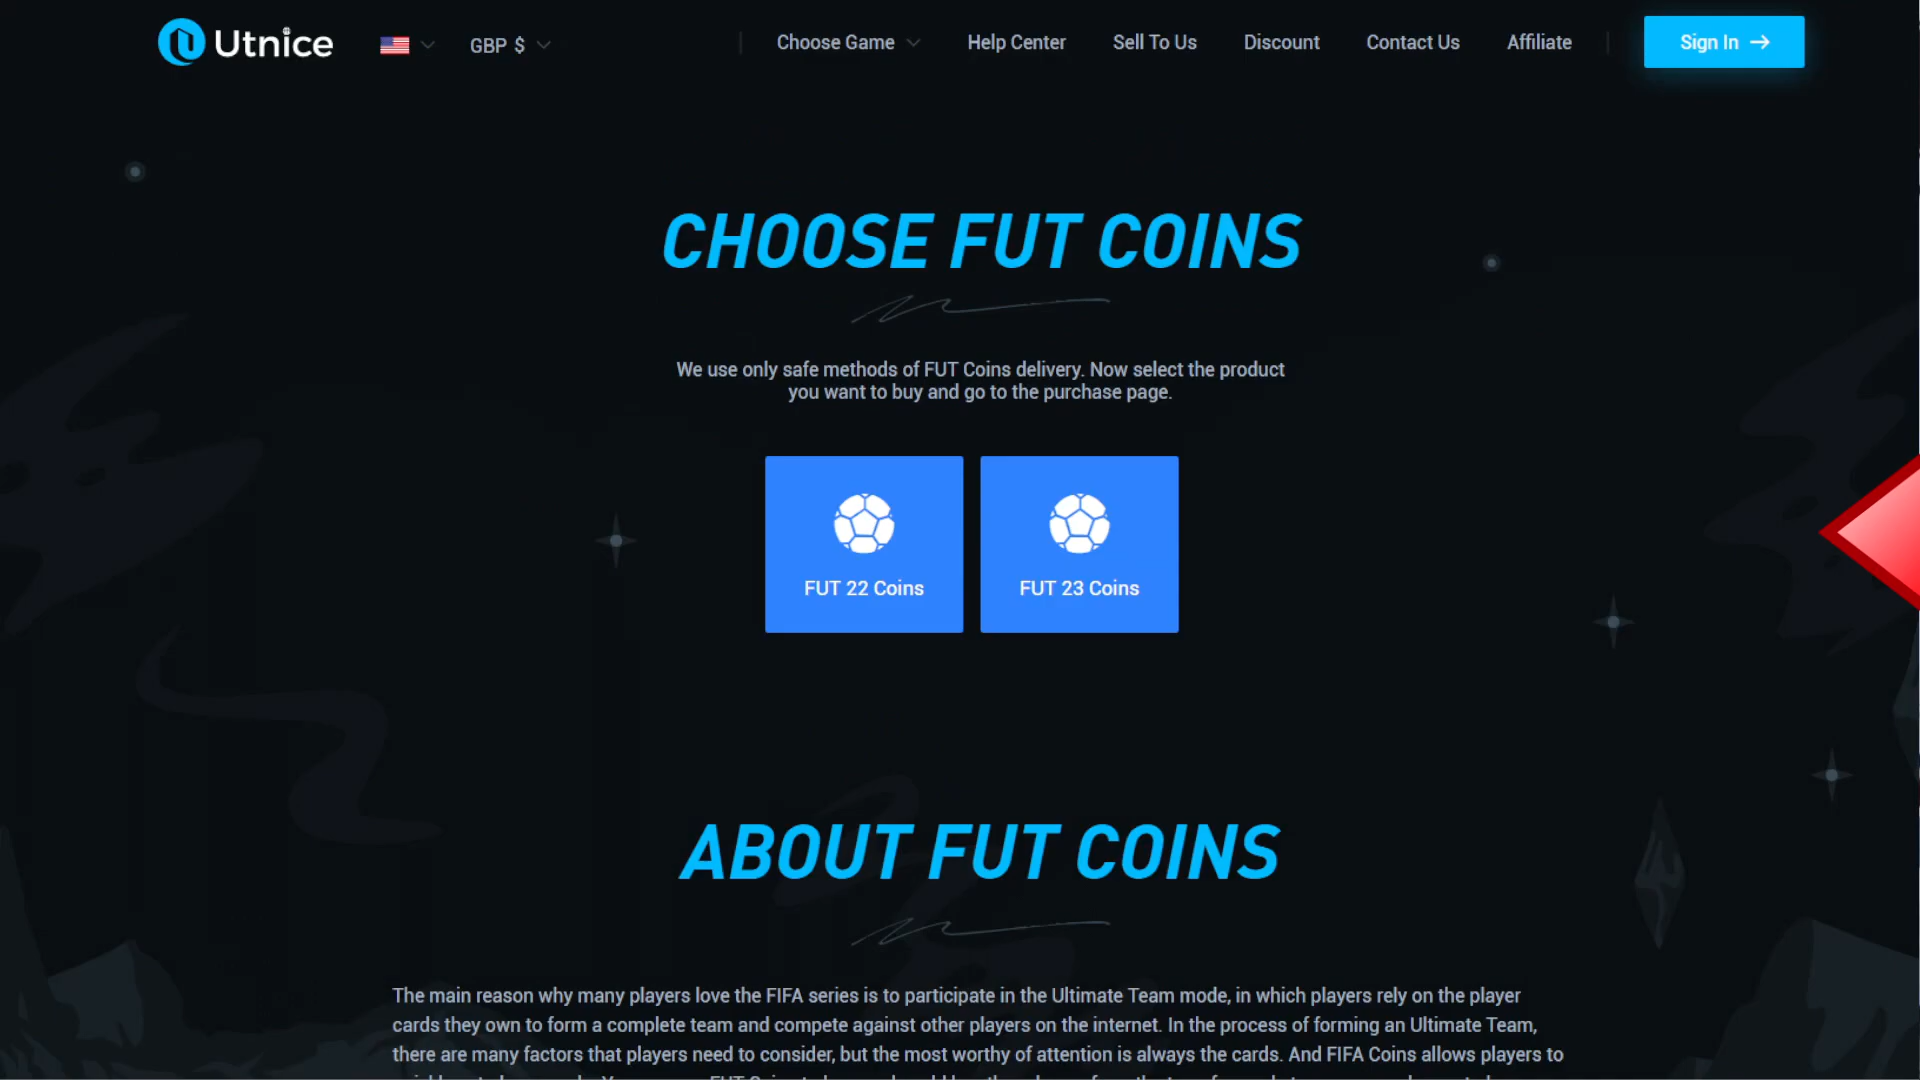 Utnice
GBP $
Choose Game
Help Center
Sell To Us
Discount
Contact Us
Affiliate
Sign In
CHOOSE FUT COINS
We use only safe methods of FUT Coins delivery. Now select the product
you want to buy and go to the purchase page.
FUT 22 Coins
FUT 23 Coins
ABOUT FUT COINS
The main reason why many players love the FIFA series is to participate in the Ultimate Team mode, in which players rely on the player
cards they own to form a complete team and compete against other players on the internet. In the process of forming an Ultimate Team,
there are many factors that players need to consider, but the most worthy of attention is always the cards. And FIFA Coins allows players to